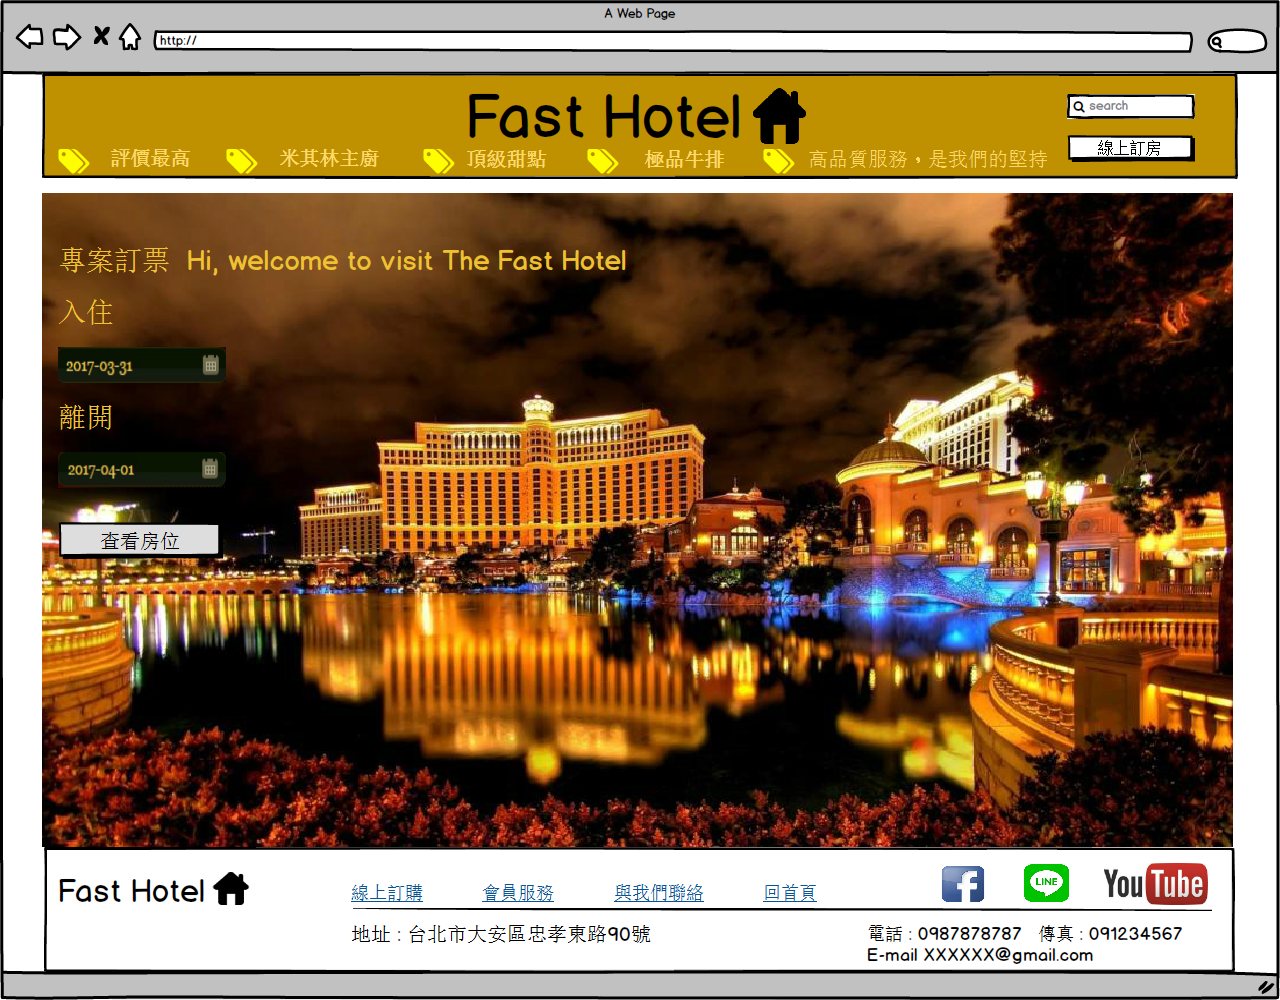 A Web Page
http://
Fast Hotel
search
線上訂房
評價最高 米其林主廚 頂級甜點 極品牛排 高品質服務，是我們的堅持
專案訂票 Hi, welcome to visit The Fast Hotel
入住
2017-03-31
離開
2017-04-01
查看房位
Fast Hotel
線上訂購 會員服務 與我們聯絡 回首頁
f LINE YouTube
地址 : 台北市大安區忠孝東路90號
電話 : 0987878787 傳真 : 091234567
E-mail XXXXXX@gmail.com